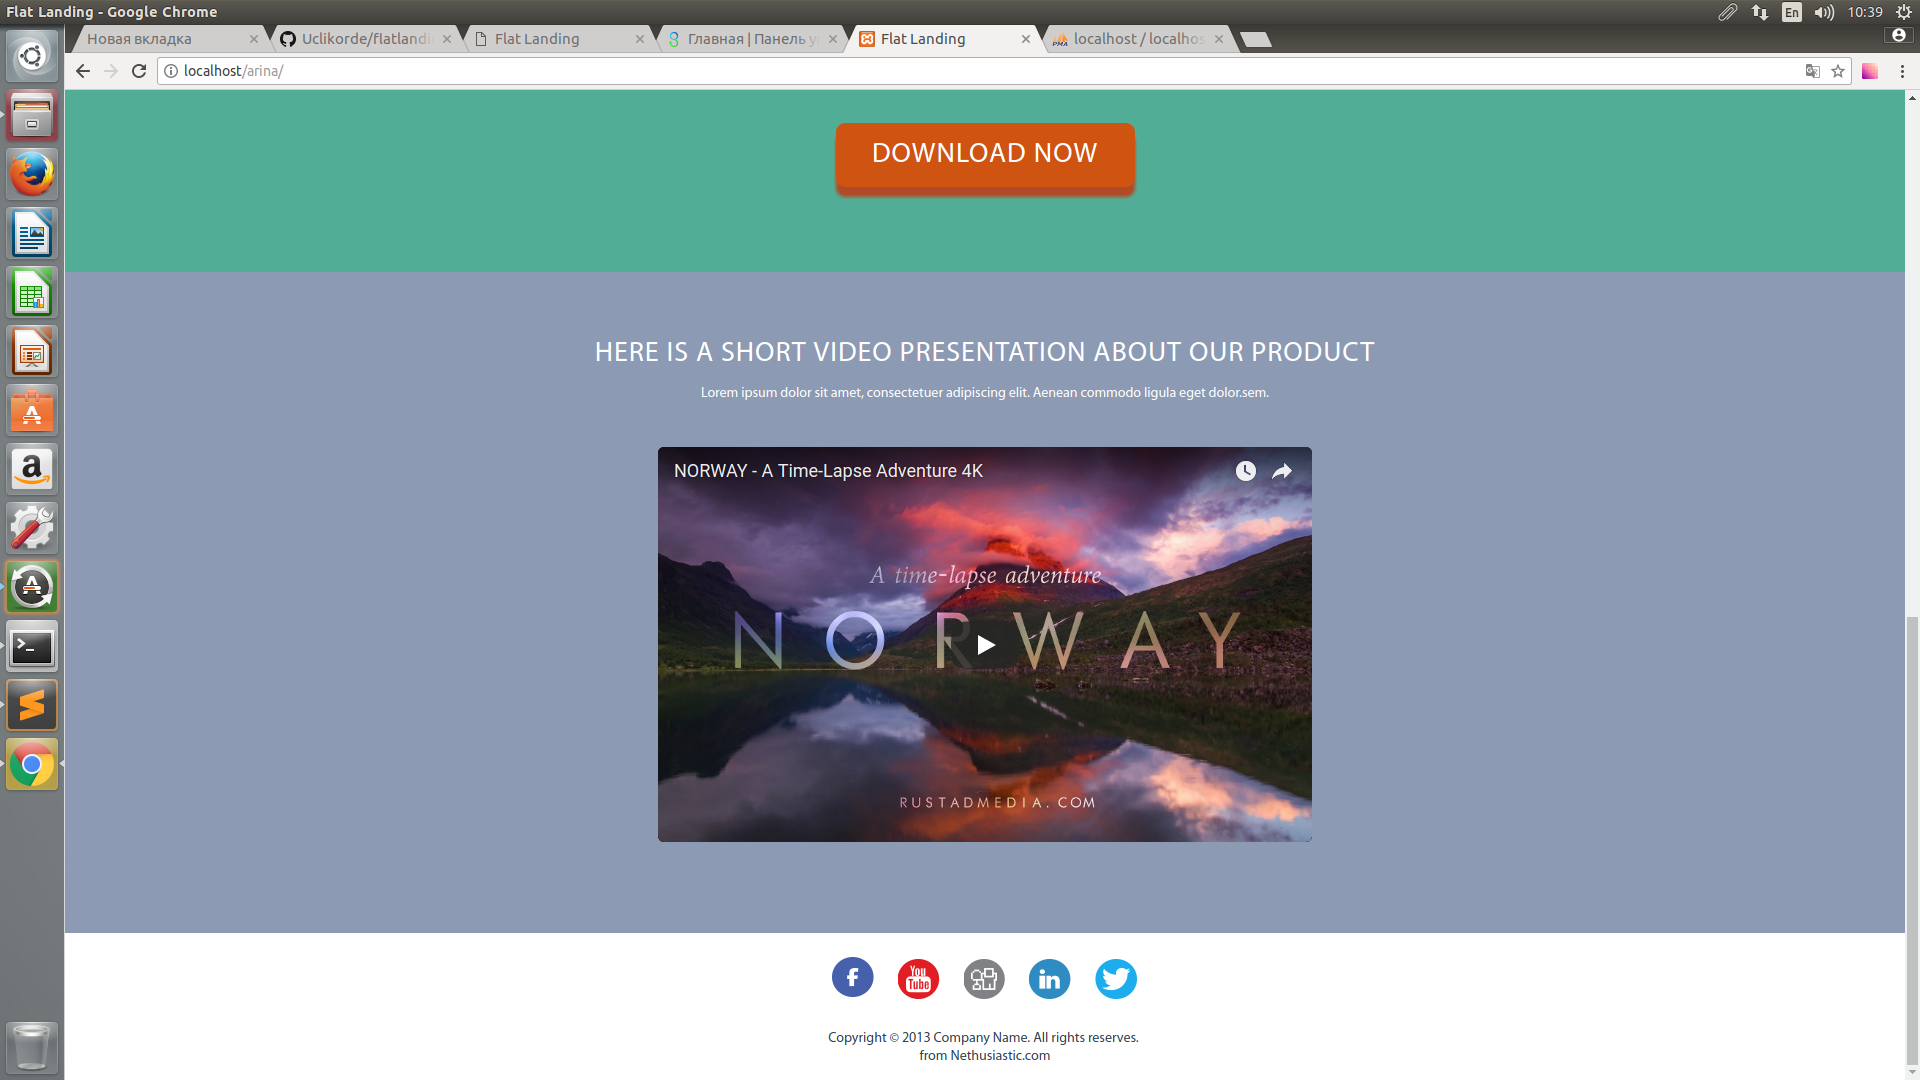 Flat Landing - Google Chrome
En
10:39
Новая вкладка
Uclikorde/flatlandi
Flat Landing
Главная | Панель у
Flat Landing
localhost / localhos
PMA
localhost/arina/
DOWNLOAD NOW
HERE IS A SHORT VIDEO PRESENTATION ABOUT OUR PRODUCT
Lorem ipsum dolor sit amet, consectetuer adipiscing elit. Aenean commodo ligula eget dolor.sem.
NORWAY - A Time-Lapse Adventure 4K
A time-lapse adventure
NORWAY
RUSTADMEDIA.COM
f
You
Tube
in
Copyright © 2013 Company Name. All rights reserves.
from Nethusiastic.com